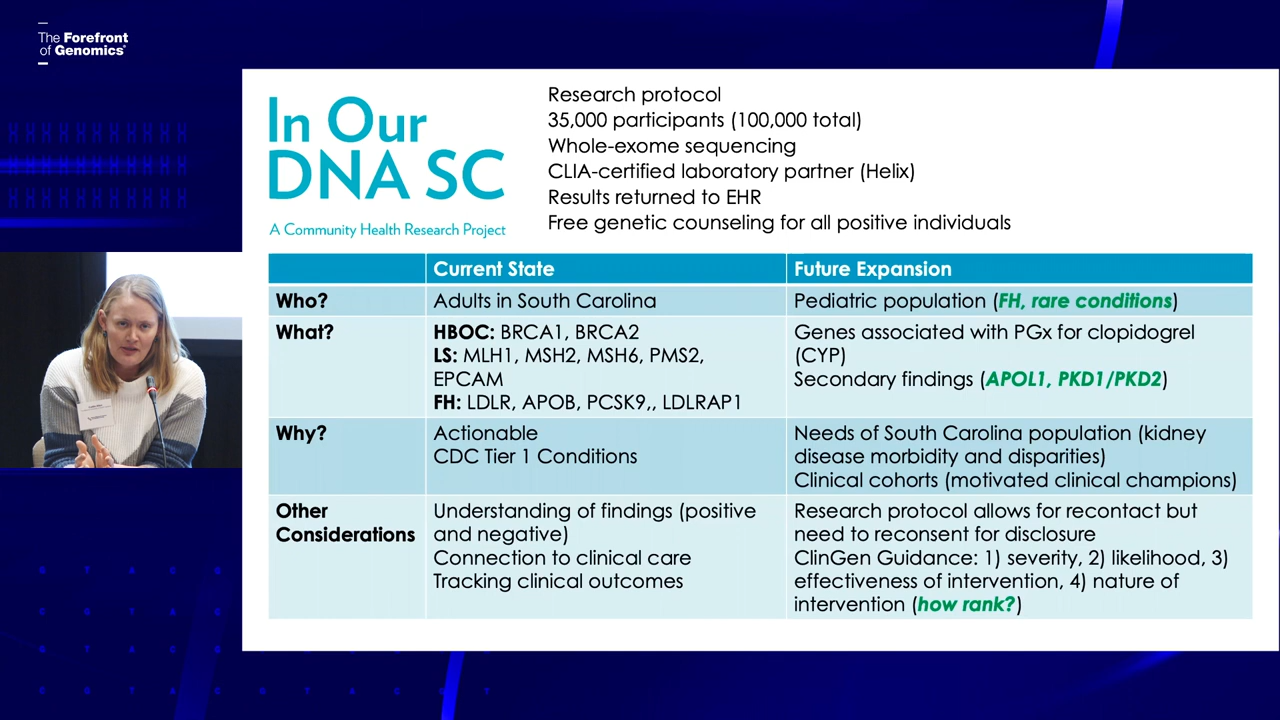 The Forefront
of Genomics®
In Our
DNA SC
A Community Health Research Project
Research protocol
35,000 participants (100,000 total)
Whole-exome sequencing
CLIA-certified laboratory partner (Helix)
Results returned to EHR
Free genetic counseling for all positive individuals
Current State
Future Expansion
Who?
Adults in South Carolina
Pediatric population (FH, rare conditions)
What?
HBOC: BRCA1, BRCA2
LS: MLH1, MSH2, MSH6, PMS2,
EPCAM
FH: LDLR, APOB, PCSK9,, LDLRAP1
Genes associated with PGx for clopidogrel
(CYP)
Secondary findings (APOL1, PKD1/PKD2)
Why?
Actionable
CDC Tier 1 Conditions
Needs of South Carolina population (kidney
disease morbidity and disparities)
Clinical cohorts (motivated clinical champions)
Other
Considerations
Understanding of findings (positive
and negative)
Connection to clinical care
Tracking clinical outcomes
Research protocol allows for recontact but
need to reconsent for disclosure
ClinGen Guidance: 1) severity, 2) likelihood, 3)
effectiveness of intervention, 4) nature of
intervention (how rank?)